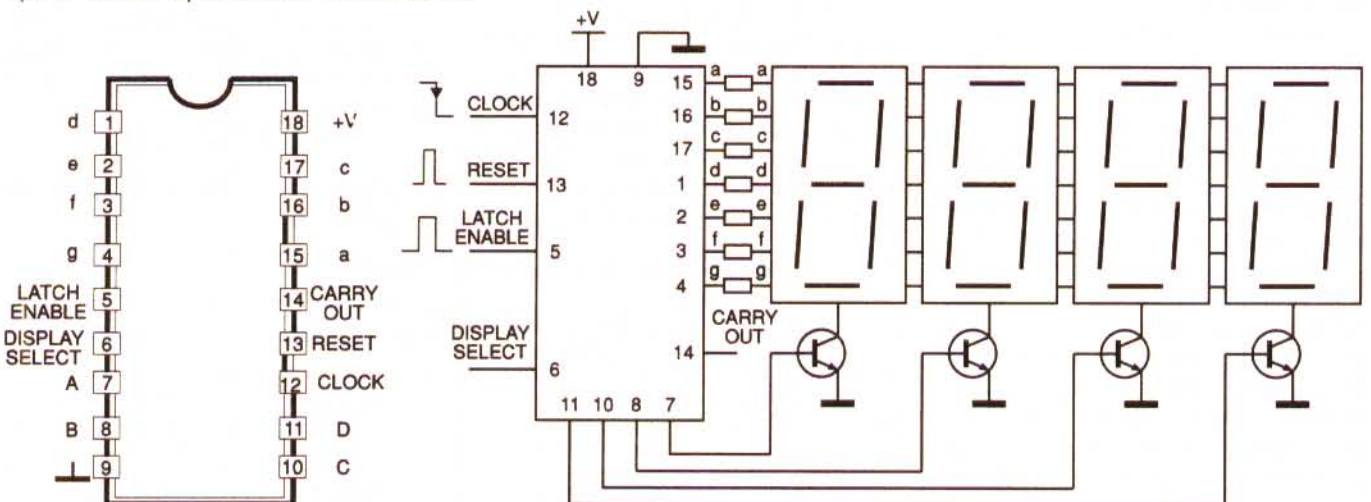 d 1 18 +V
e 2 17 c
f 3 16 b
g 4 15 a
LATCH
ENABLE 5 14 CARRY
OUT
DISPLAY
SELECT 6 13 RESET
A 7 12 CLOCK
B 8 11 D
9 10 C
+V
18 9
CLOCK 12
RESET 13
LATCH
ENABLE 5
DISPLAY
SELECT 6
15 a a
16 b b
17 c c
1 d d
2 e e
3 f f
4 g g
CARRY
OUT
14
11 10 8 7